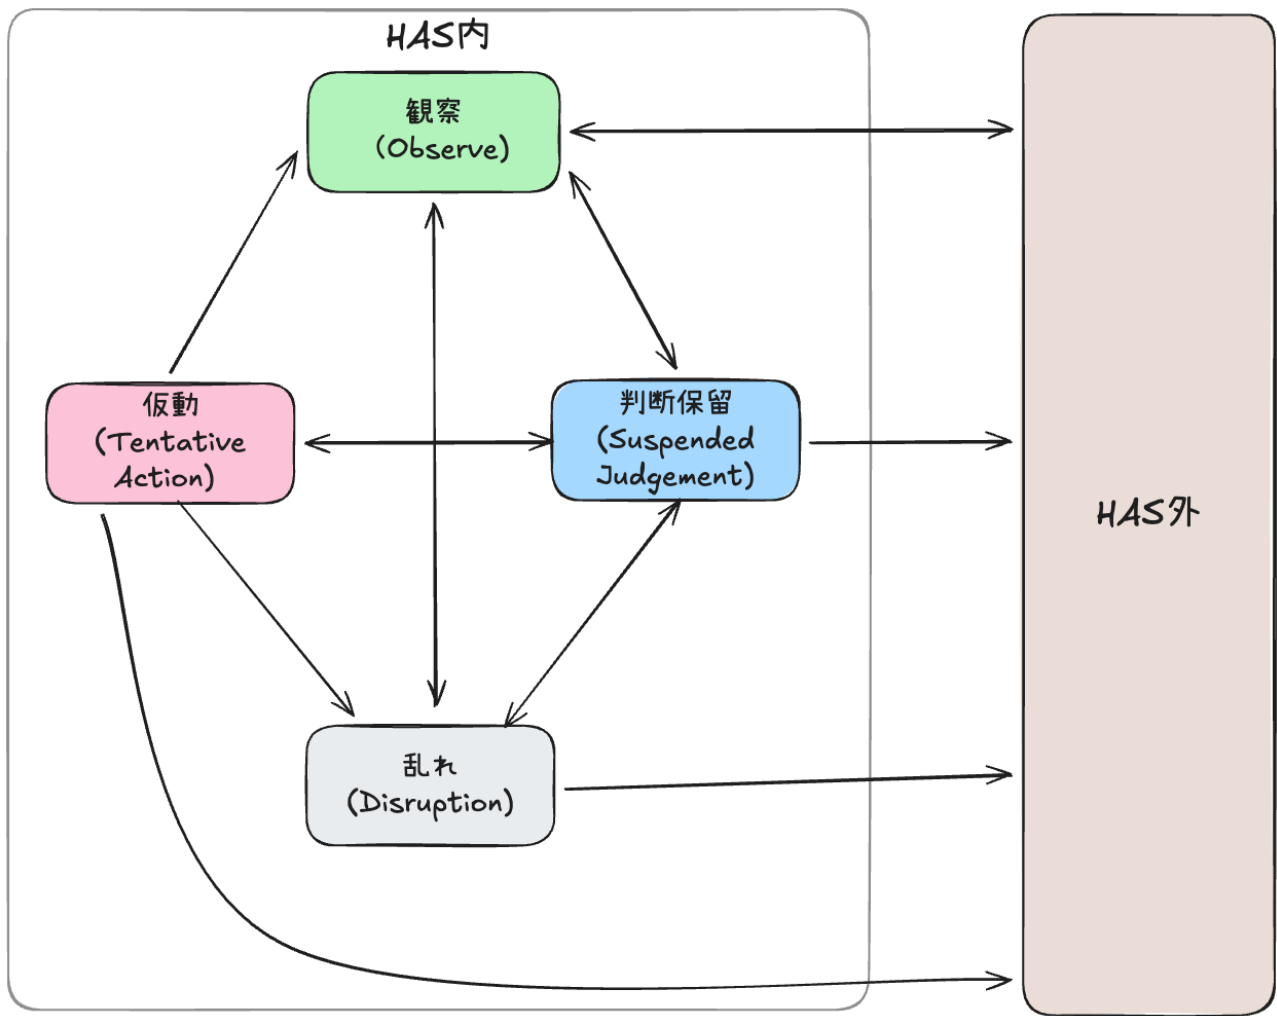 HAS内
観察
(Observe)
仮動
(Tentative
Action)
判断保留
(Suspended
Judgement)
HAS外
乱れ
(Disruption)